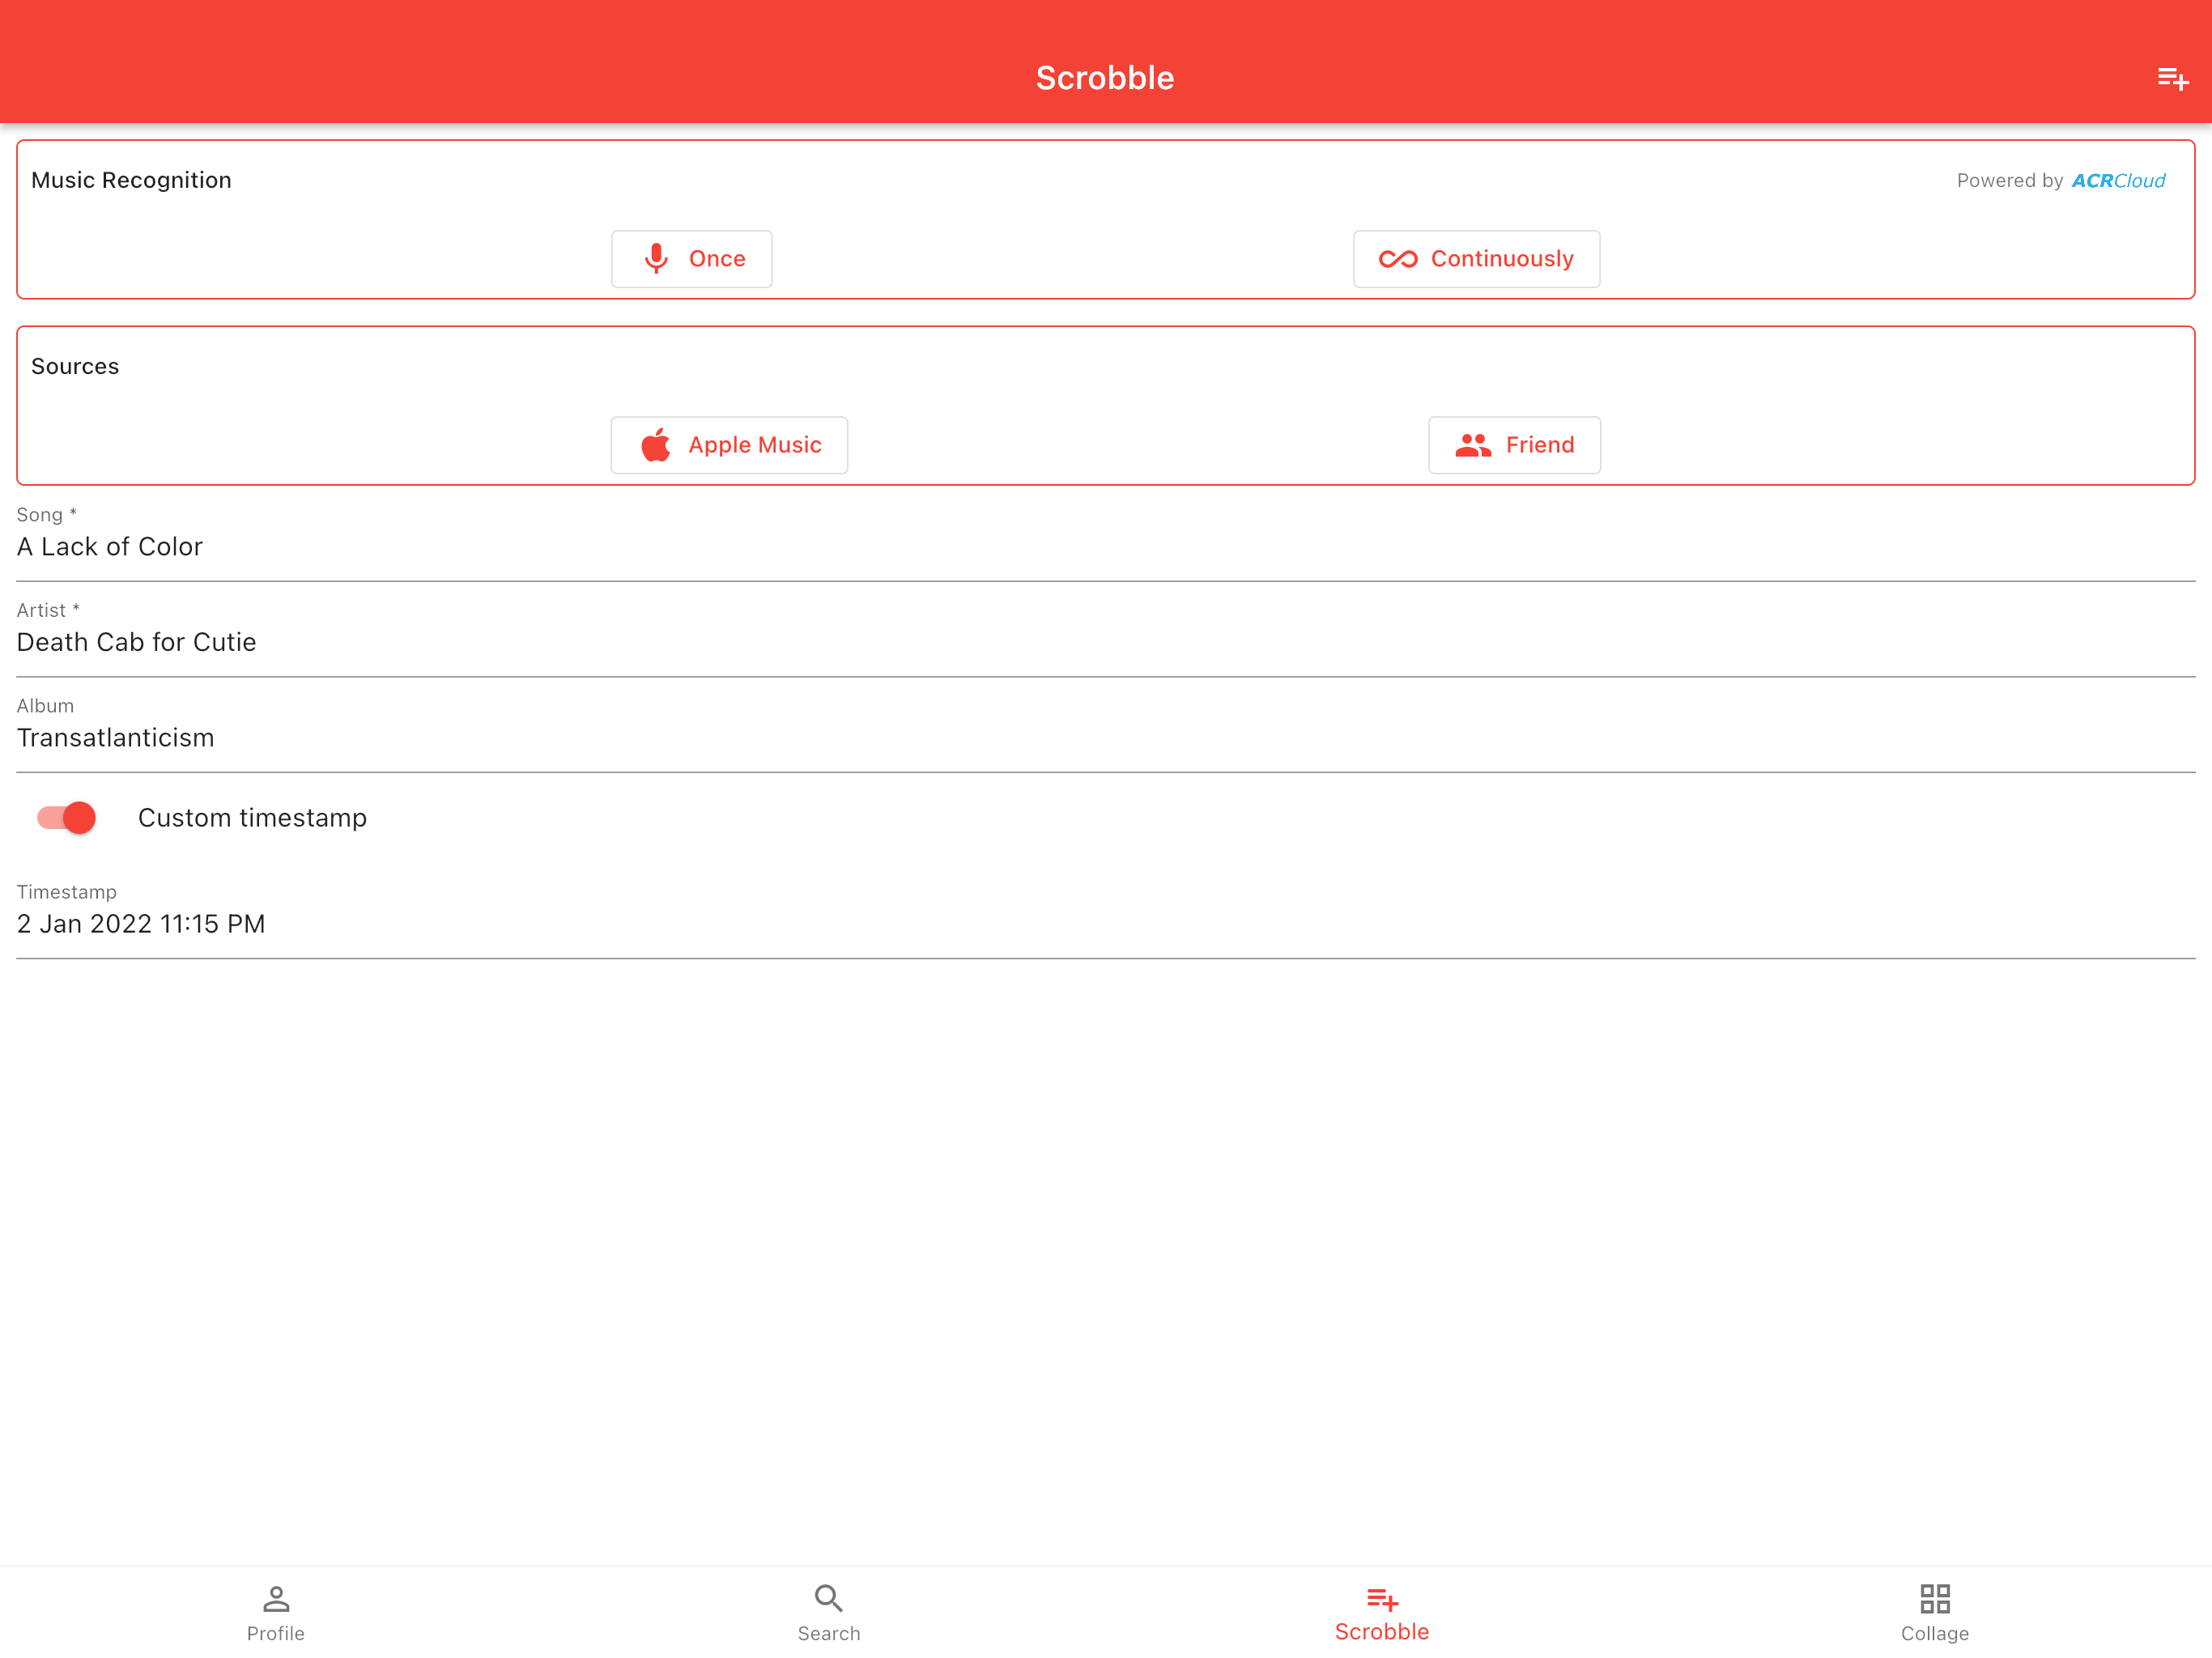 Scrobble
Music Recognition
Powered by ACRCloud
Once
Continuously
Sources
Apple Music
Friend
Song *
A Lack of Color
Artist *
Death Cab for Cutie
Album
Transatlanticism
Custom timestamp
Timestamp
2 Jan 2022 11:15 PM
Profile
Search
Scrobble
Collage